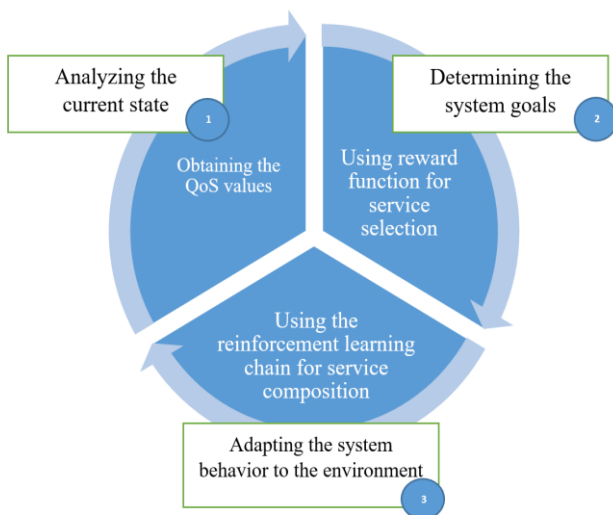 Analyzing the
current state
1
Obtaining the
QoS values
Determining the
system goals
2
Using reward
function for
service
selection
Using the
reinforcement learning
chain for service
composition
Adapting the system
behavior to the environment
3